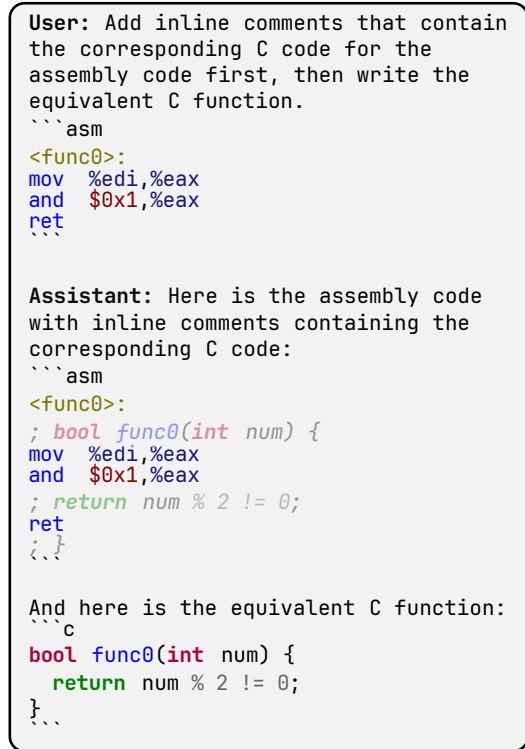 User: Add inline comments that contain
the corresponding C code for the
assembly code first, then write the
equivalent C function.
```asm
<func0>:
mov  %edi,%eax
and  $0x1,%eax
ret
```
Assistant: Here is the assembly code
with inline comments containing the
corresponding C code:
```asm
<func0>:
; bool func0(int num) {
mov  %edi,%eax
and  $0x1,%eax
; return num % 2 != 0;
ret
; }
```
And here is the equivalent C function:
```c
bool func0(int num) {
  return num % 2 != 0;
}
```